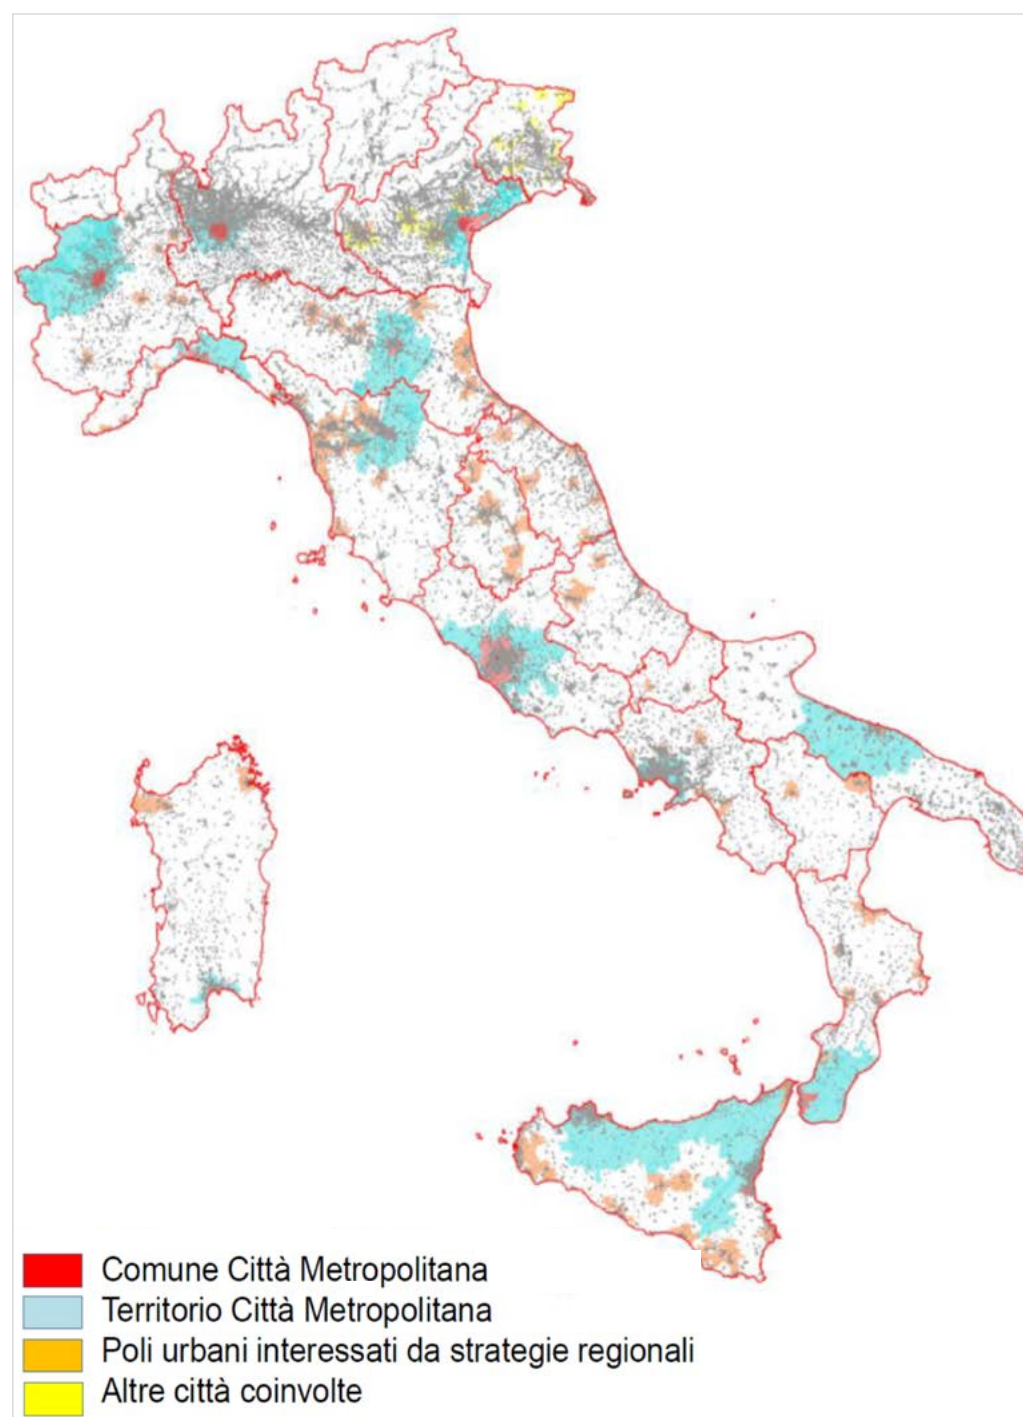 Comune Città Metropolitana
Territorio Città Metropolitana
Poli urbani interessati da strategie regionali
Altre città coinvolte